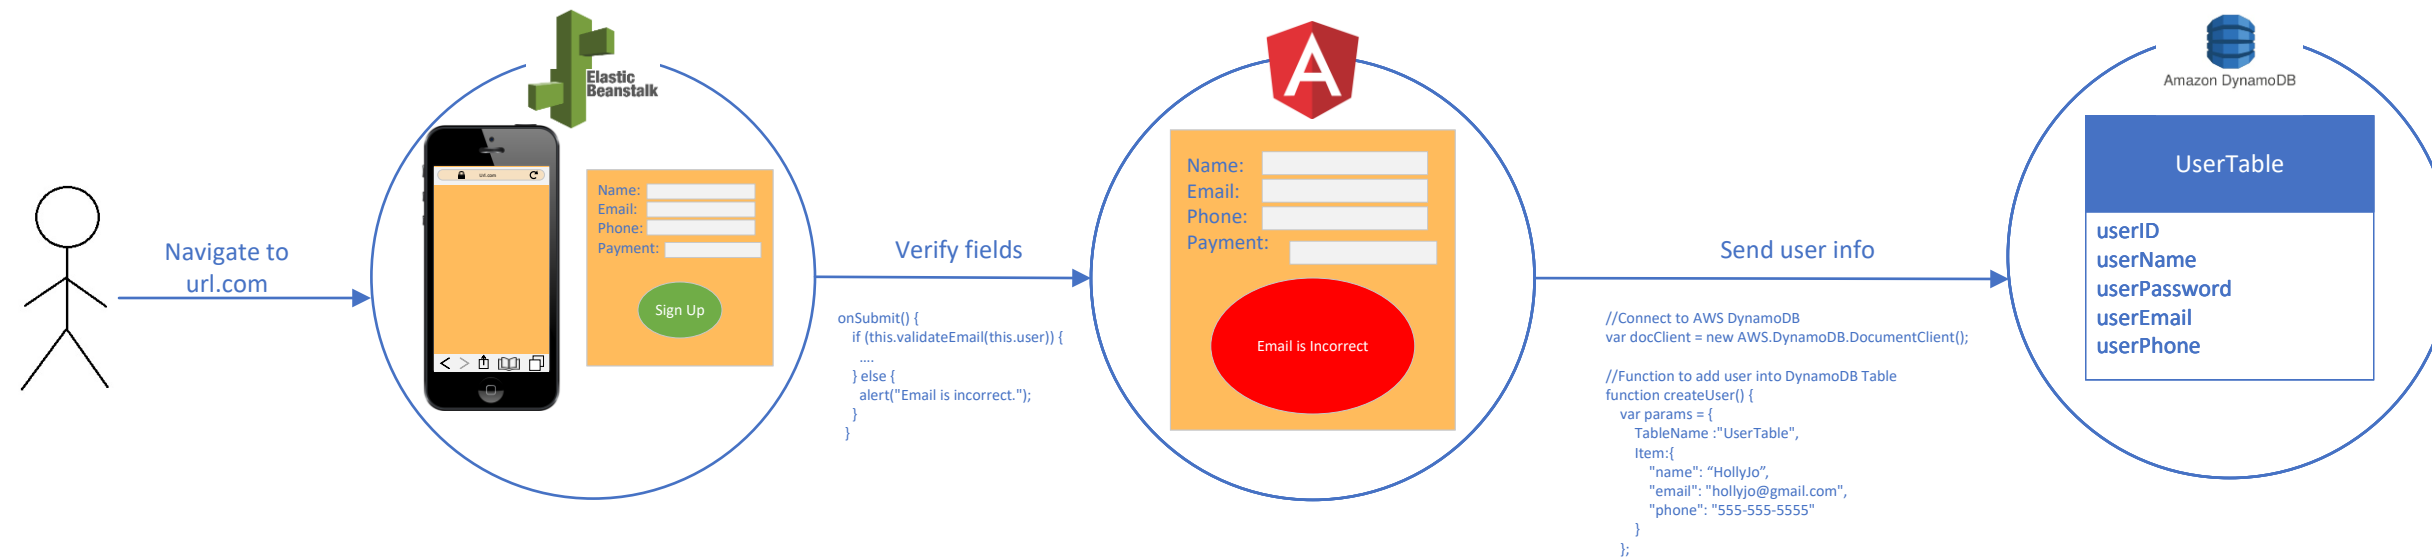 Navigate to
url.com
Elastic
Beanstalk
url.com
Name:
Email:
Phone:
Payment:
Sign Up
Verify fields
onSubmit() {
if (this.validateEmail(this.user)) {
....
} else {
alert("Email is incorrect.");
}
}
A
Name:
Email:
Phone:
Payment:
Email is Incorrect
Send user info
//Connect to AWS DynamoDB
var docClient = new AWS.DynamoDB.DocumentClient();
//Function to add user into DynamoDB Table
function createUser() {
var params = {
TableName :"UserTable",
Item:{
"name": “HollyJo”,
"email": "hollyjo@gmail.com",
"phone": "555-555-5555"
}
};
Amazon DynamoDB
UserTable
userID
userName
userPassword
userEmail
userPhone